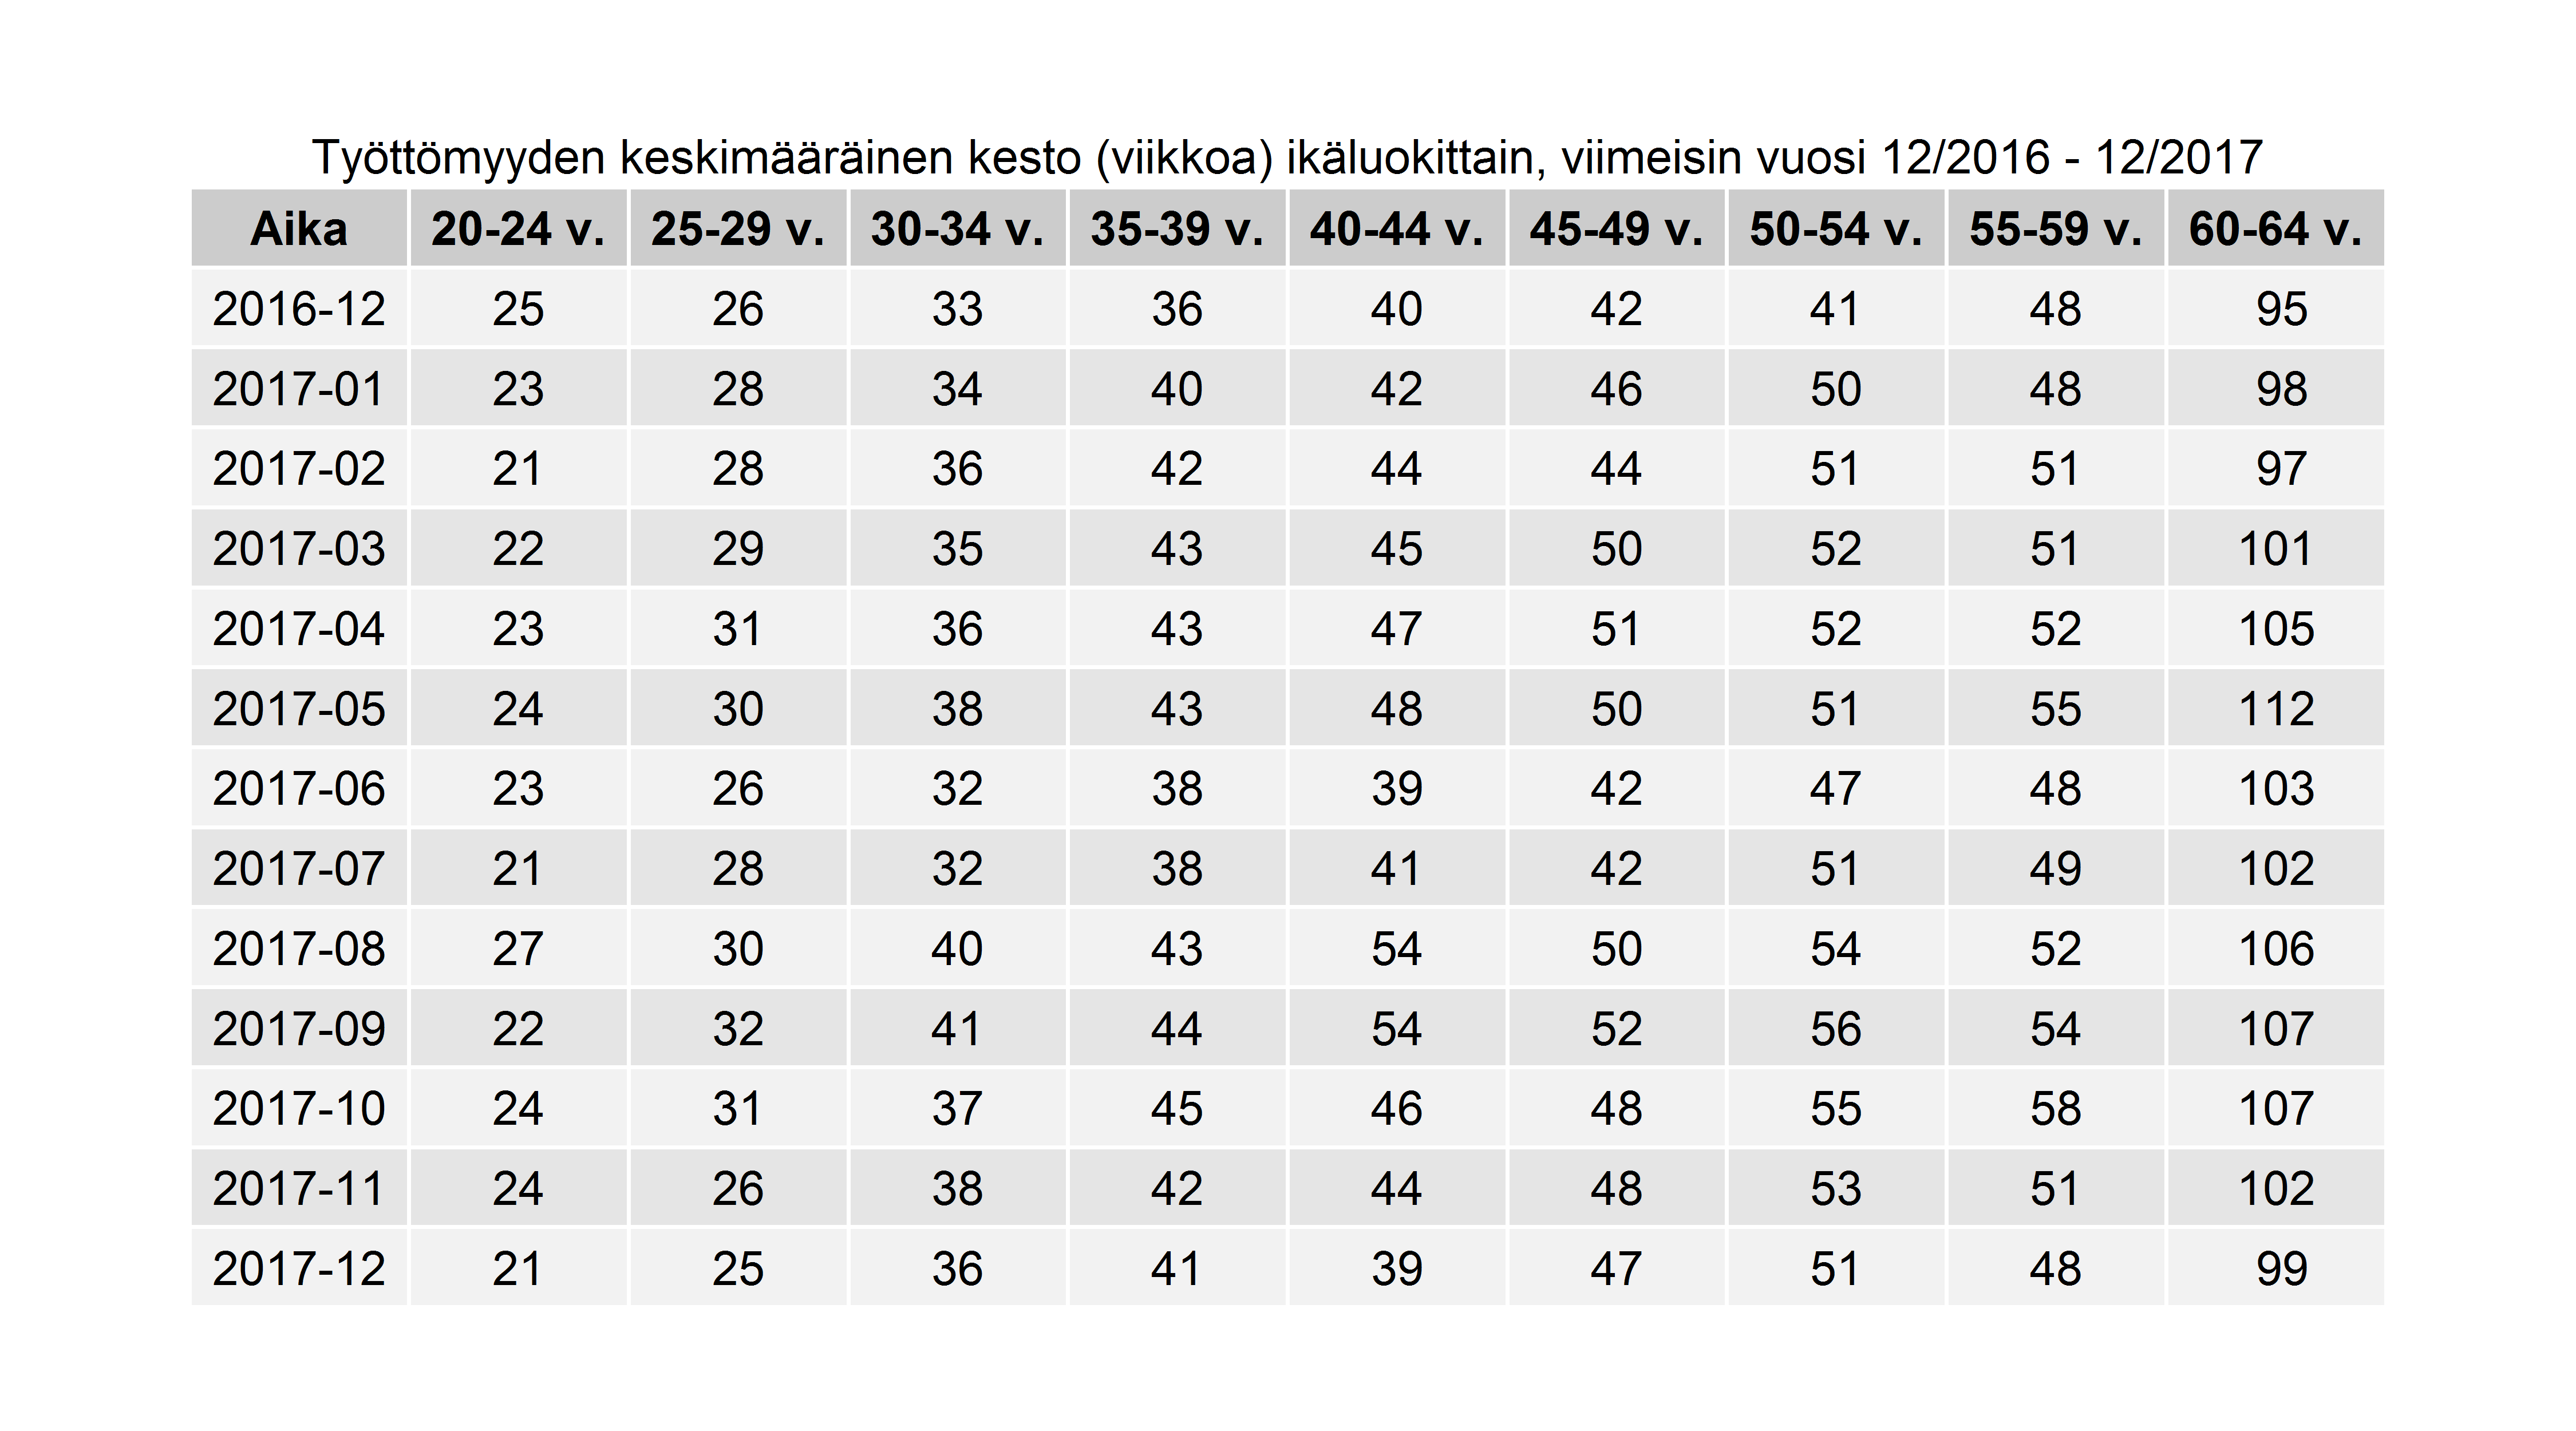 Työttömyyden keskimääräinen kesto (viikkoa) ikäluokittain, viimeisin vuosi 12/2016 - 12/2017
Aika 20-24 v. 25-29 v. 30-34 v. 35-39 v. 40-44 v. 45-49 v. 50-54 v. 55-59 v. 60-64 v.
2016-12 25 26 33 36 40 42 41 48 95
2017-01 23 28 34 40 42 46 50 48 98
2017-02 21 28 36 42 44 44 51 51 97
2017-03 22 29 35 43 45 50 52 51 101
2017-04 23 31 36 43 47 51 52 52 105
2017-05 24 30 38 43 48 50 51 55 112
2017-06 23 26 32 38 39 42 47 48 103
2017-07 21 28 32 38 41 42 51 49 102
2017-08 27 30 40 43 54 50 54 52 106
2017-09 22 32 41 44 54 52 56 54 107
2017-10 24 31 37 45 46 48 55 58 107
2017-11 24 26 38 42 44 48 53 51 102
2017-12 21 25 36 41 39 47 51 48 99